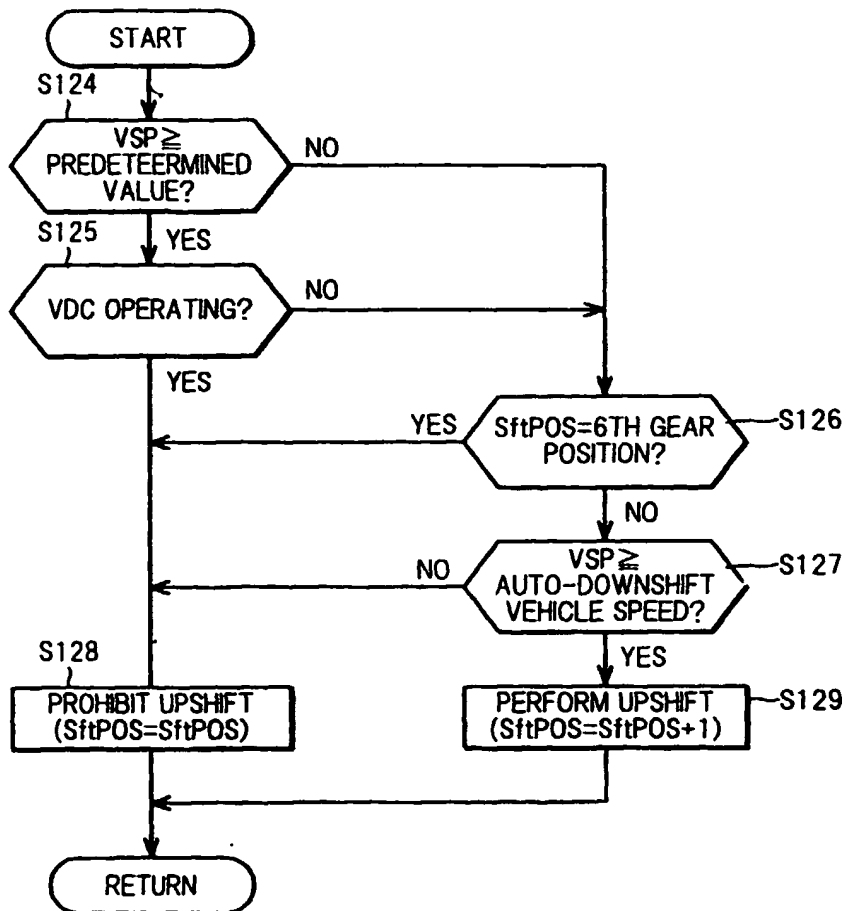 START
S124
VSP≧
PREDETEERMINED
VALUE?
NO
YES
S125
VDC OPERATING?
NO
YES
YES
SftPOS=6TH GEAR
POSITION?
S126
NO
NO
VSP≧
AUTO-DOWNSHIFT
VEHICLE SPEED?
S127
YES
S128
PROHIBIT UPSHIFT
(SftPOS=SftPOS)
PERFORM UPSHIFT
(SftPOS=SftPOS+1)
S129
RETURN